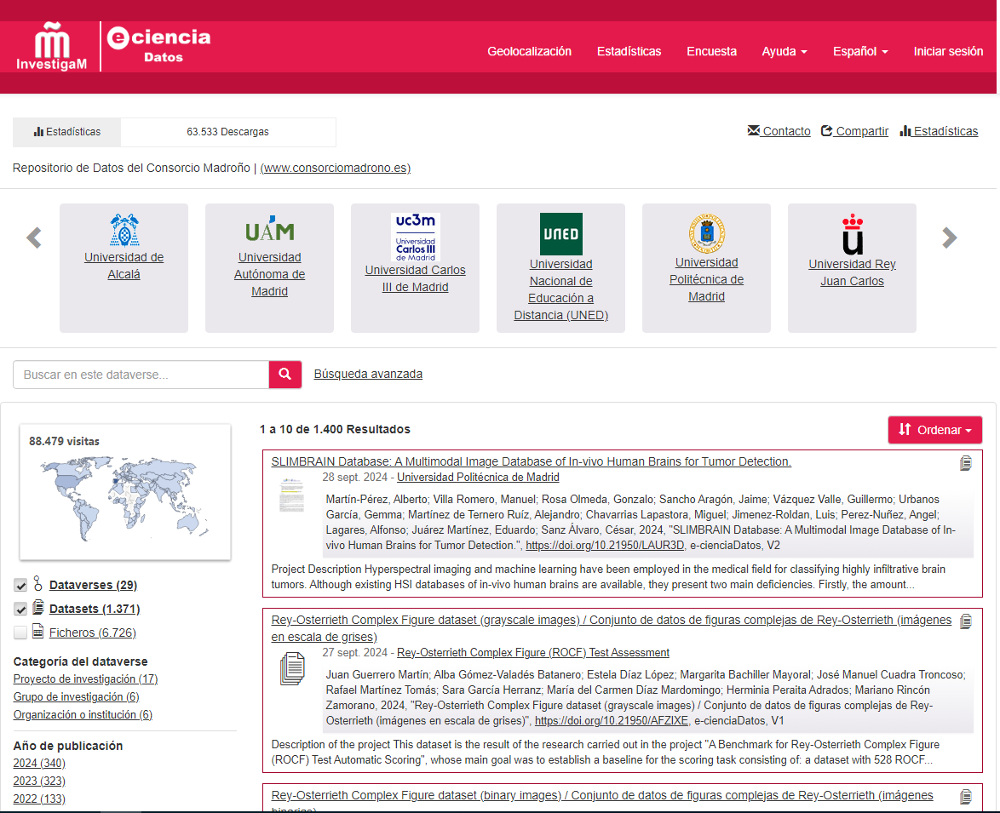 InvestigaM
e ciencia
Datos
Geolocalización Estadísticas Encuesta Ayuda Español Iniciar sesión
Estadísticas 63.533 Descargas
Contacto Compartir Estadísticas
Repositorio de Datos del Consorcio Madroño | (www.consorciomadrono.es)
Universidad de
Alcalá
UAM
Universidad
Autónoma de
Madrid
uc3m
Universidad
Carlos III
de Madrid
Universidad Carlos
III de Madrid
UNED
Universidad
Nacional de
Educación a
Distancia (UNED)
Universidad
Politécnica de
Madrid
Universidad Rey
Juan Carlos
Buscar en este dataverse...
Búsqueda avanzada
88.479 visitas
Dataverses (29)
Datasets (1.371)
Ficheros (6.726)
Categoría del dataverse
Proyecto de investigación (17)
Grupo de investigación (6)
Organización o institución (6)
Año de publicación
2024 (340)
2023 (323)
2022 (133)
1 a 10 de 1.400 Resultados
Ordenar
SLIMBRAIN Database: A Multimodal Image Database of In-vivo Human Brains for Tumor Detection.
28 sept. 2024 - Universidad Politécnica de Madrid
Martín-Pérez, Alberto; Villa Romero, Manuel; Rosa Olmeda, Gonzalo; Sancho Aragón, Jaime; Vázquez Valle, Guillermo; Urbanos
García, Gemma; Martínez de Ternero Ruíz, Alejandro; Chavarrias Lapastora, Miguel; Jimenez-Roldan, Luis; Perez-Nuñez, Angel;
Lagares, Alfonso; Juárez Martínez, Eduardo; Sanz Álvaro, César, 2024, "SLIMBRAIN Database: A Multimodal Image Database of In-
vivo Human Brains for Tumor Detection.", https://doi.org/10.21950/LAUR3D, e-cienciaDatos, V2
Project Description Hyperspectral imaging and machine learning have been employed in the medical field for classifying highly infiltrative brain
tumors. Although existing HSI databases of in-vivo human brains are available, they present two main deficiencies. Firstly, the amount...
Rey-Osterrieth Complex Figure dataset (grayscale images) / Conjunto de datos de figuras complejas de Rey-Osterrieth (imágenes
en escala de grises)
27 sept. 2024 - Rey-Osterrieth Complex Figure (ROCF) Test Assessment
Juan Guerrero Martín; Alba Gómez-Valadés Batanero; Estela Díaz López; Margarita Bachiller Mayoral; José Manuel Cuadra Troncoso;
Rafael Martínez Tomás; Sara García Herranz; María del Carmen Díaz Mardomingo; Herminia Peraita Adrados; Mariano Rincón
Zamorano, 2024, "Rey-Osterrieth Complex Figure dataset (grayscale images) / Conjunto de datos de figuras complejas de Rey-
Osterrieth (imágenes en escala de grises)", https://doi.org/10.21950/AFZIXE, e-cienciaDatos, V1
Description of the project This dataset is the result of the research carried out in the project "A Benchmark for Rey-Osterrieth Complex Figure
(ROCF) Test Automatic Scoring", whose main goal was to establish a baseline for the scoring task consisting of: a dataset with 528 ROCF...
Rey-Osterrieth Complex Figure dataset (binary images) / Conjunto de datos de figuras complejas de Rey-Osterrieth (imágenes